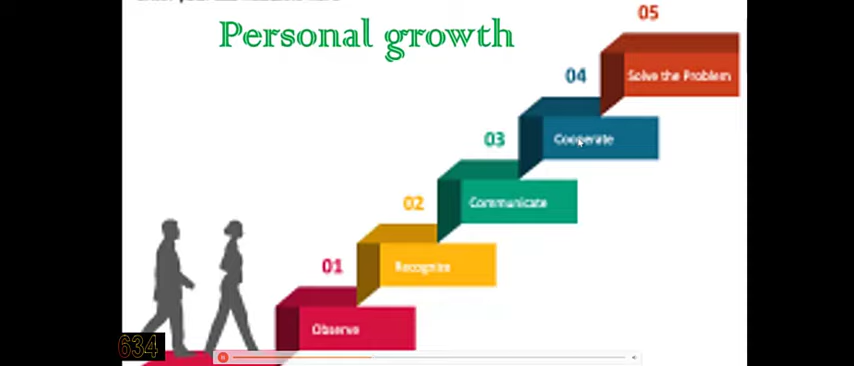 Personal growth
05
Solve the Problem
04
Cooperate
03
Communicate
02
Recognize
01
Observe
634